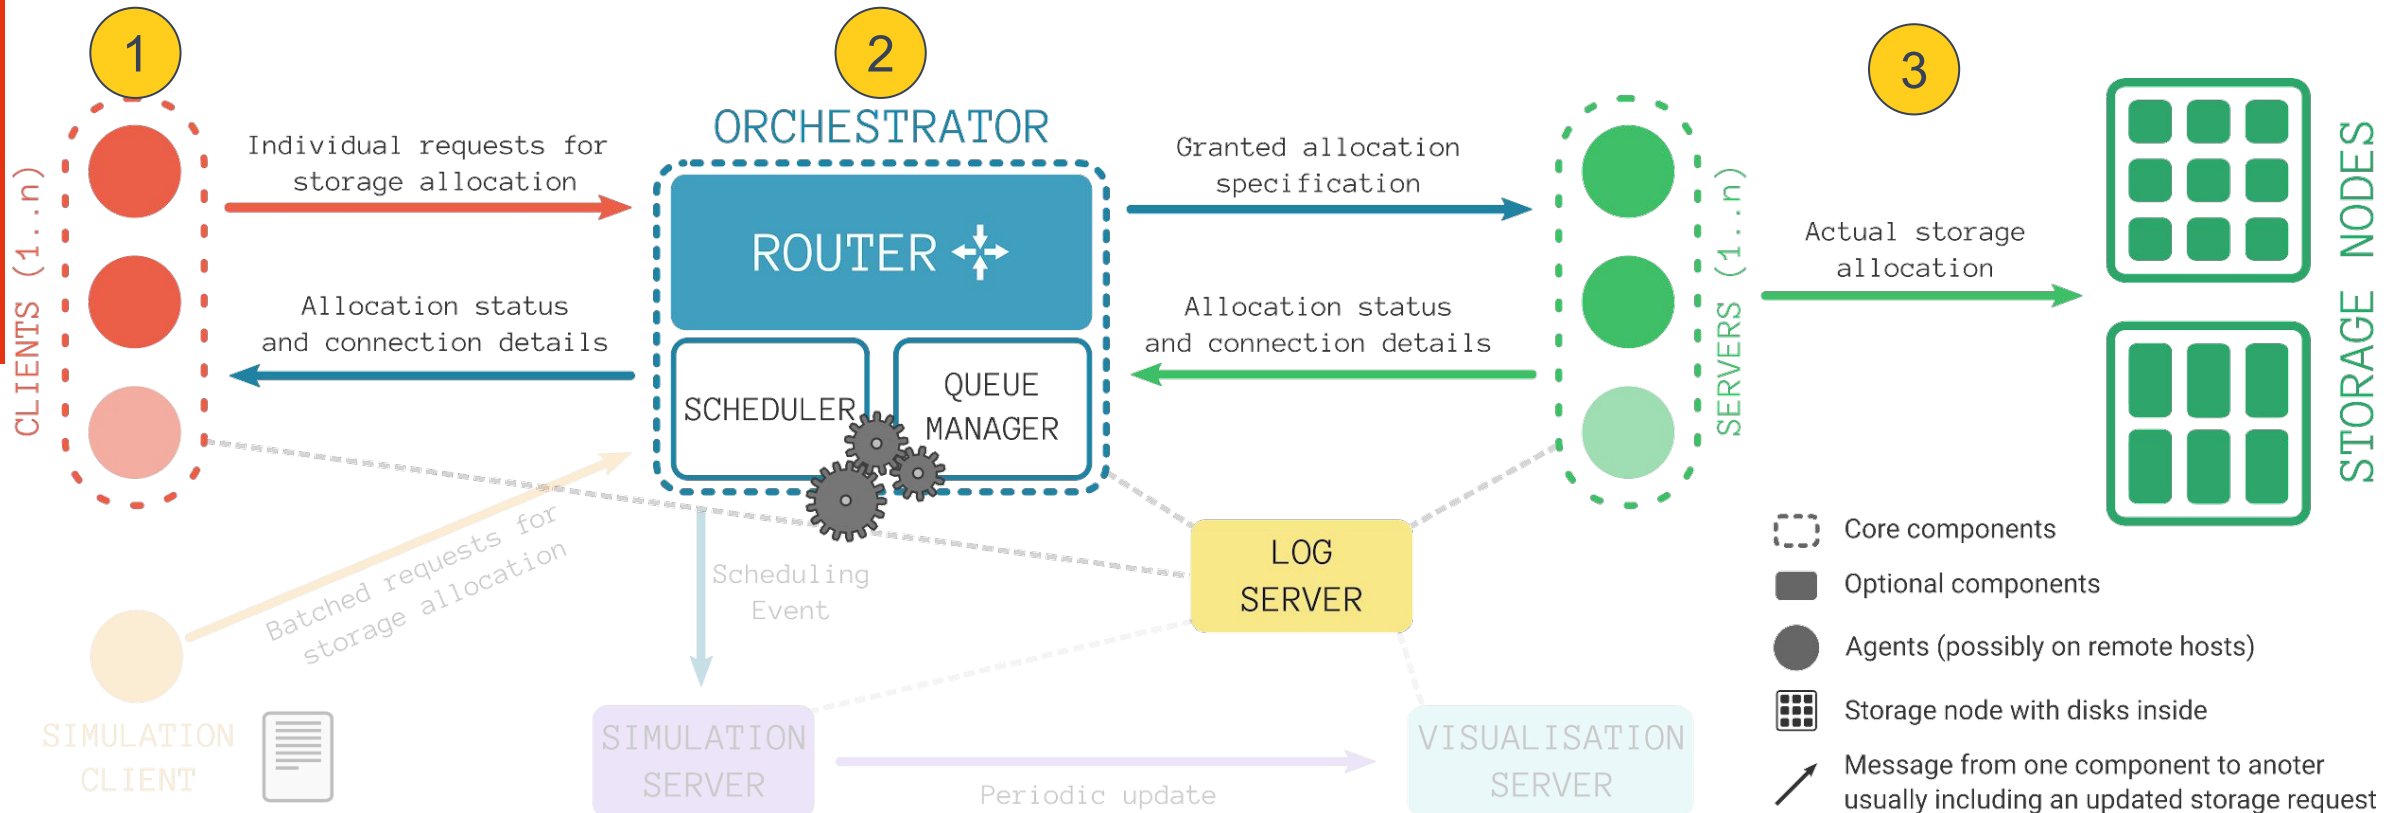 1
2
3
ORCHESTRATOR
CLIENTS (1..n)
Individual requests for
storage allocation
Allocation status
and connection details
ROUTER
SCHEDULER
QUEUE
MANAGER
Granted allocation
specification
Allocation status
and connection details
SERVERS (1..n)
Actual storage
allocation
STORAGE NODES
Batched requests for
storage allocation
Scheduling
Event
LOG
SERVER
SIMULATION
CLIENT
SIMULATION
SERVER
Periodic update
VISUALISATION
SERVER
Core components
Optional components
Agents (possibly on remote hosts)
Storage node with disks inside
Message from one component to anoter
usually including an updated storage request